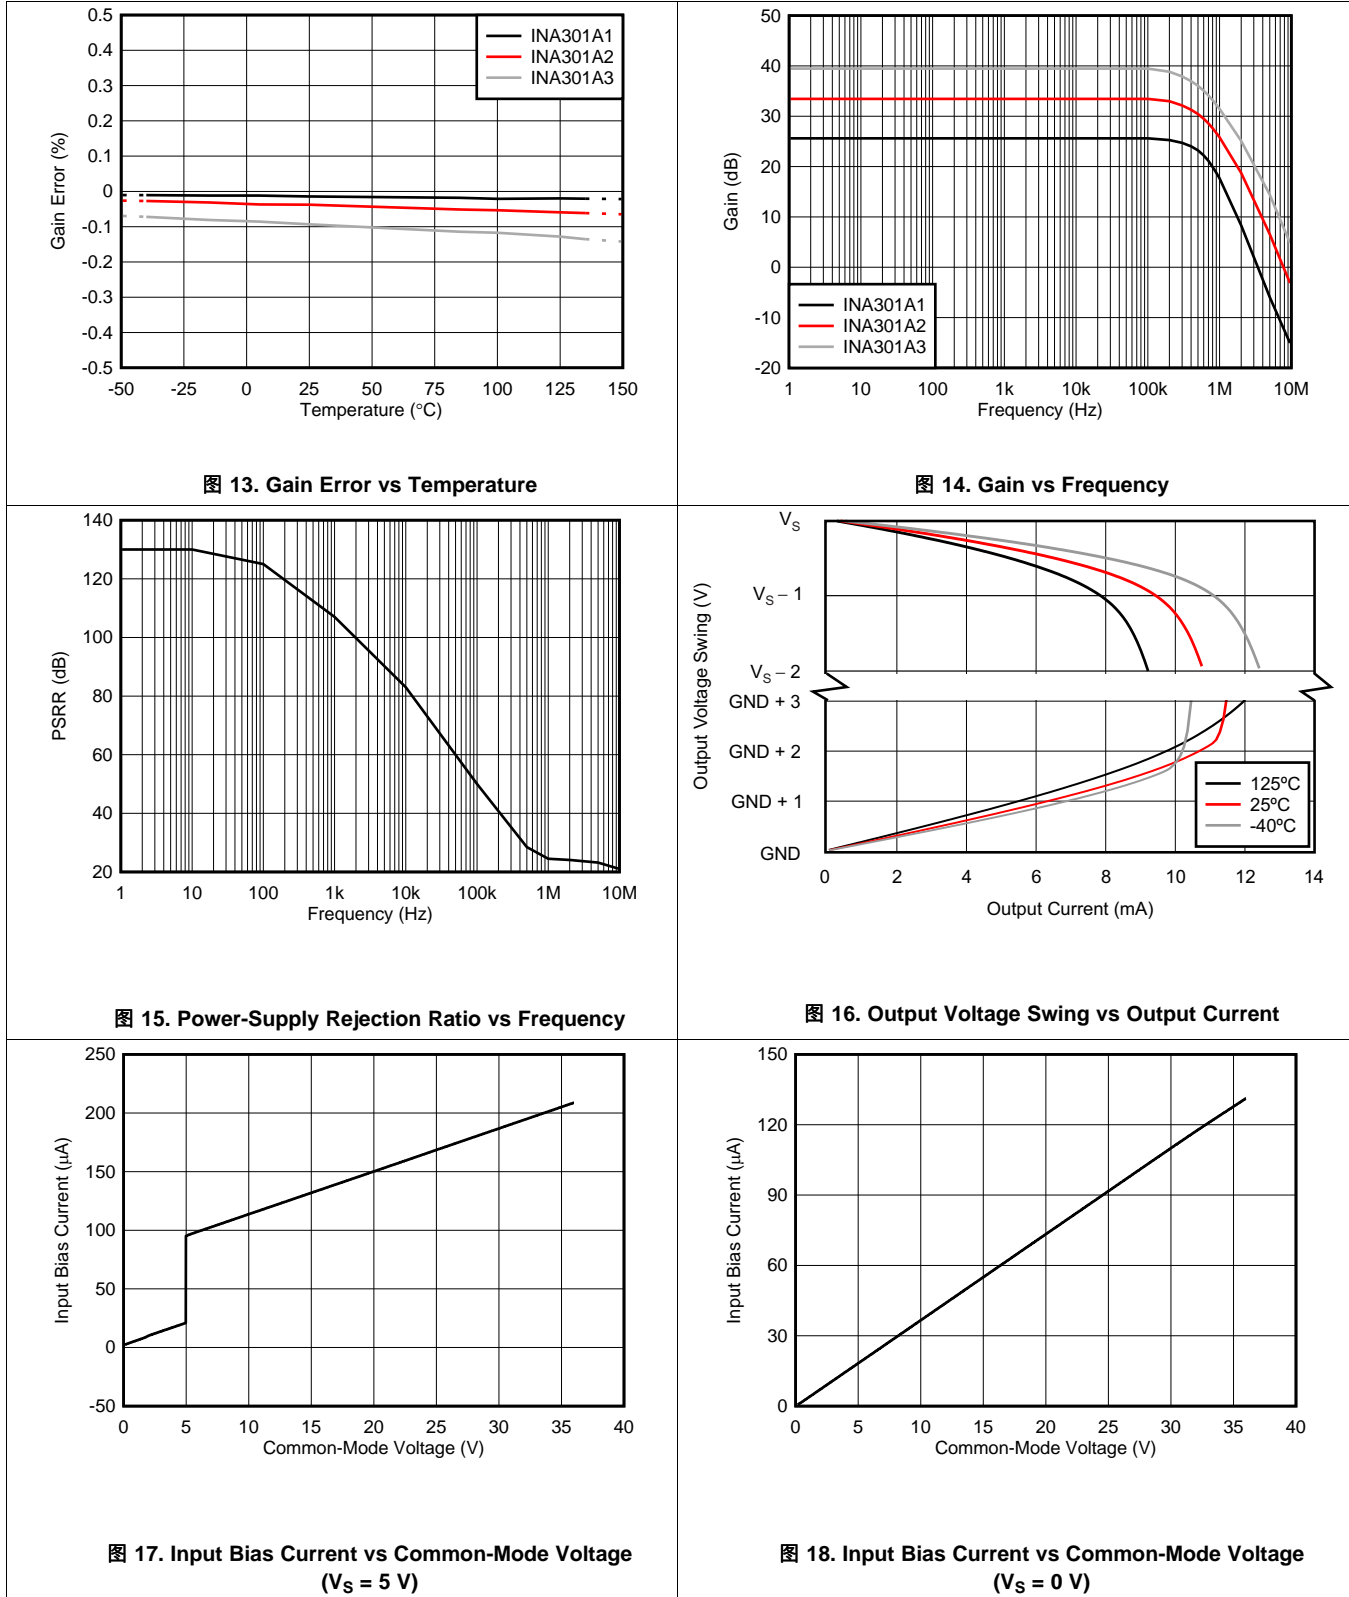 0.5
0.4
0.3
0.2
0.1
0
-0.1
-0.2
-0.3
-0.4
-0.5
Gain Error (%)
INA301A1
INA301A2
INA301A3
-50 -25 0 25 50 75 100 125 150
Temperature (°C)
图 13. Gain Error vs Temperature
50
40
30
20
10
0
-10
-20
Gain (dB)
INA301A1
INA301A2
INA301A3
1 10 100 1k 10k 100k 1M 10M
Frequency (Hz)
图 14. Gain vs Frequency
140
120
100
80
60
40
20
PSRR (dB)
1 10 100 1k 10k 100k 1M 10M
Frequency (Hz)
图 15. Power-Supply Rejection Ratio vs Frequency
VS
VS – 1
VS – 2
GND + 3
GND + 2
GND + 1
GND
Output Voltage Swing (V)
125ºC
25ºC
-40ºC
0 2 4 6 8 10 12 14
Output Current (mA)
图 16. Output Voltage Swing vs Output Current
250
200
150
100
50
0
-50
Input Bias Current (μA)
0 5 10 15 20 25 30 35 40
Common-Mode Voltage (V)
图 17. Input Bias Current vs Common-Mode Voltage
(VS = 5 V)
150
120
90
60
30
0
Input Bias Current (μA)
0 5 10 15 20 25 30 35 40
Common-Mode Voltage (V)
图 18. Input Bias Current vs Common-Mode Voltage
(VS = 0 V)